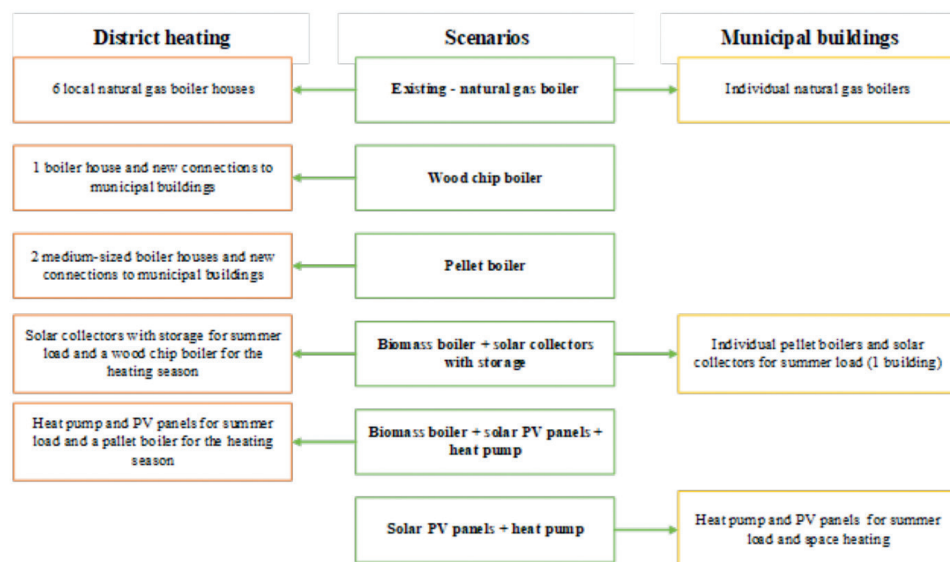 District heating
Scenarios
Municipal buildings
6 local natural gas boiler houses
Existing - natural gas boiler
Individual natural gas boilers
1 boiler house and new connections to
municipal buildings
Wood chip boiler
2 medium-sized boiler houses and new
connections to municipal buildings
Pellet boiler
Solar collectors with storage for summer
load and a wood chip boiler for the
heating season
Biomass boiler + solar collectors
with storage
Individual pellet boilers and solar
collectors for summer load (1 building)
Heat pump and PV panels for summer
load and a pallet boiler for the heating
season
Biomass boiler + solar PV panels +
heat pump
Solar PV panels + heat pump
Heat pump and PV panels for summer
load and space heating